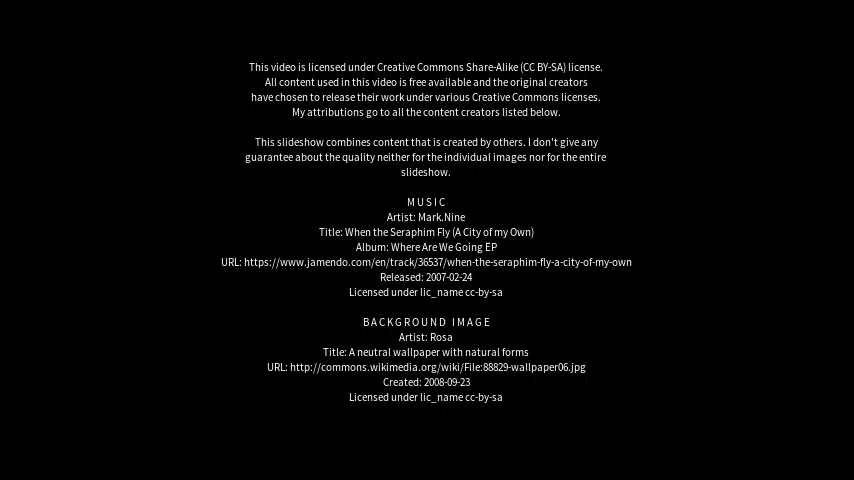 This video is licensed under Creative Commons Share-Alike (CC BY-SA) license.
All content used in this video is free available and the original creators
have chosen to release their work under various Creative Commons licenses.
My attributions go to all the content creators listed below.
This slideshow combines content that is created by others. I don't give any
guarantee about the quality neither for the individual images nor for the entire
slideshow.
MUSIC
Artist: Mark.Nine
Title: When the Seraphim Fly (A City of my Own)
Album: Where Are We Going EP
URL: https://www.jamendo.com/en/track/36537/when-the-seraphim-fly-a-city-of-my-own
Released: 2007-02-24
Licensed under lic_name cc-by-sa
BACKGROUND IMAGE
Artist: Rosa
Title: A neutral wallpaper with natural forms
URL: http://commons.wikimedia.org/wiki/File:88829-wallpaper06.jpg
Created: 2008-09-23
Licensed under lic_name cc-by-sa